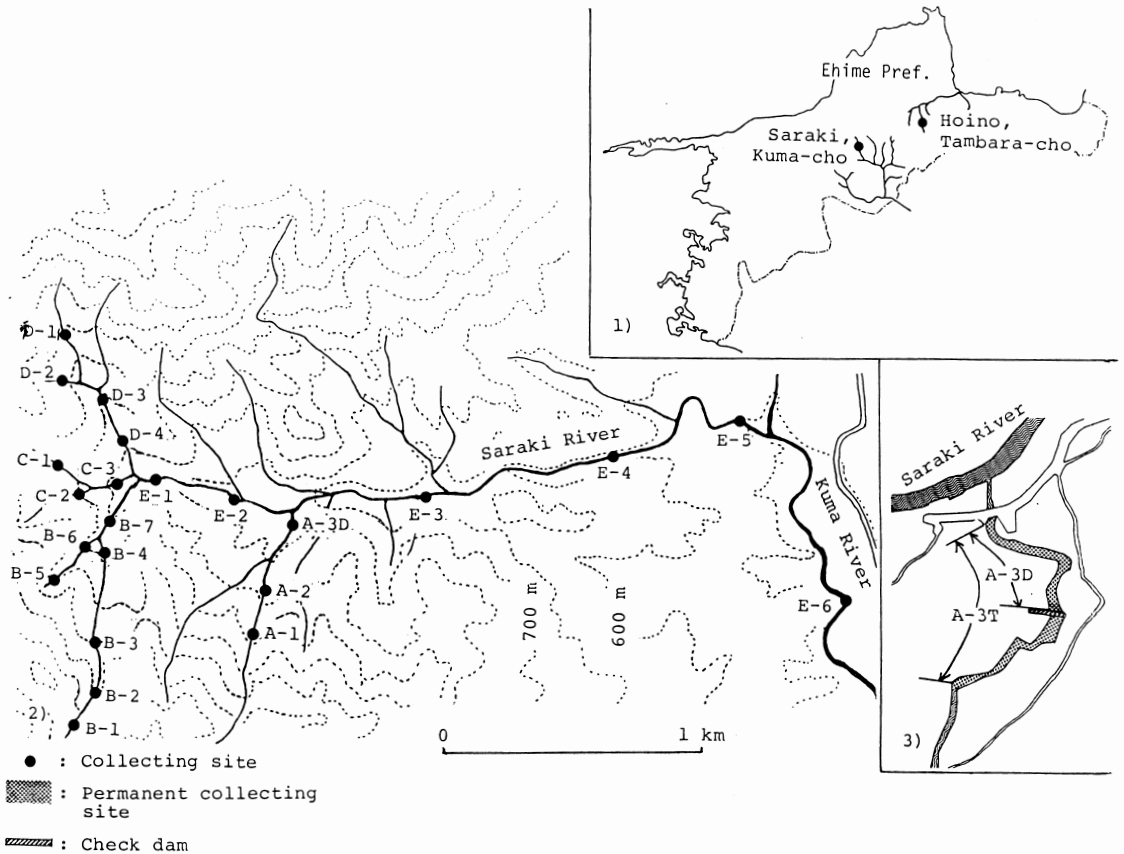 Ehime Pref.
Saraki,
Kuma-cho
Hoino,
Tambara-cho
1)
D-1
D-2
D-3
D-4
C-1
C-3
C-2
E-1
E-2
B-7
B-6
B-4
B-5
B-3
B-2
B-1
A-3D
A-2
A-1
E-3
Saraki River
E-4
E-5
Kuma River
E-6
700 m
600 m
2)
0 1 km
Saraki River
A-3D
A-3T
3)
: Collecting site
: Permanent collecting
site
: Check dam